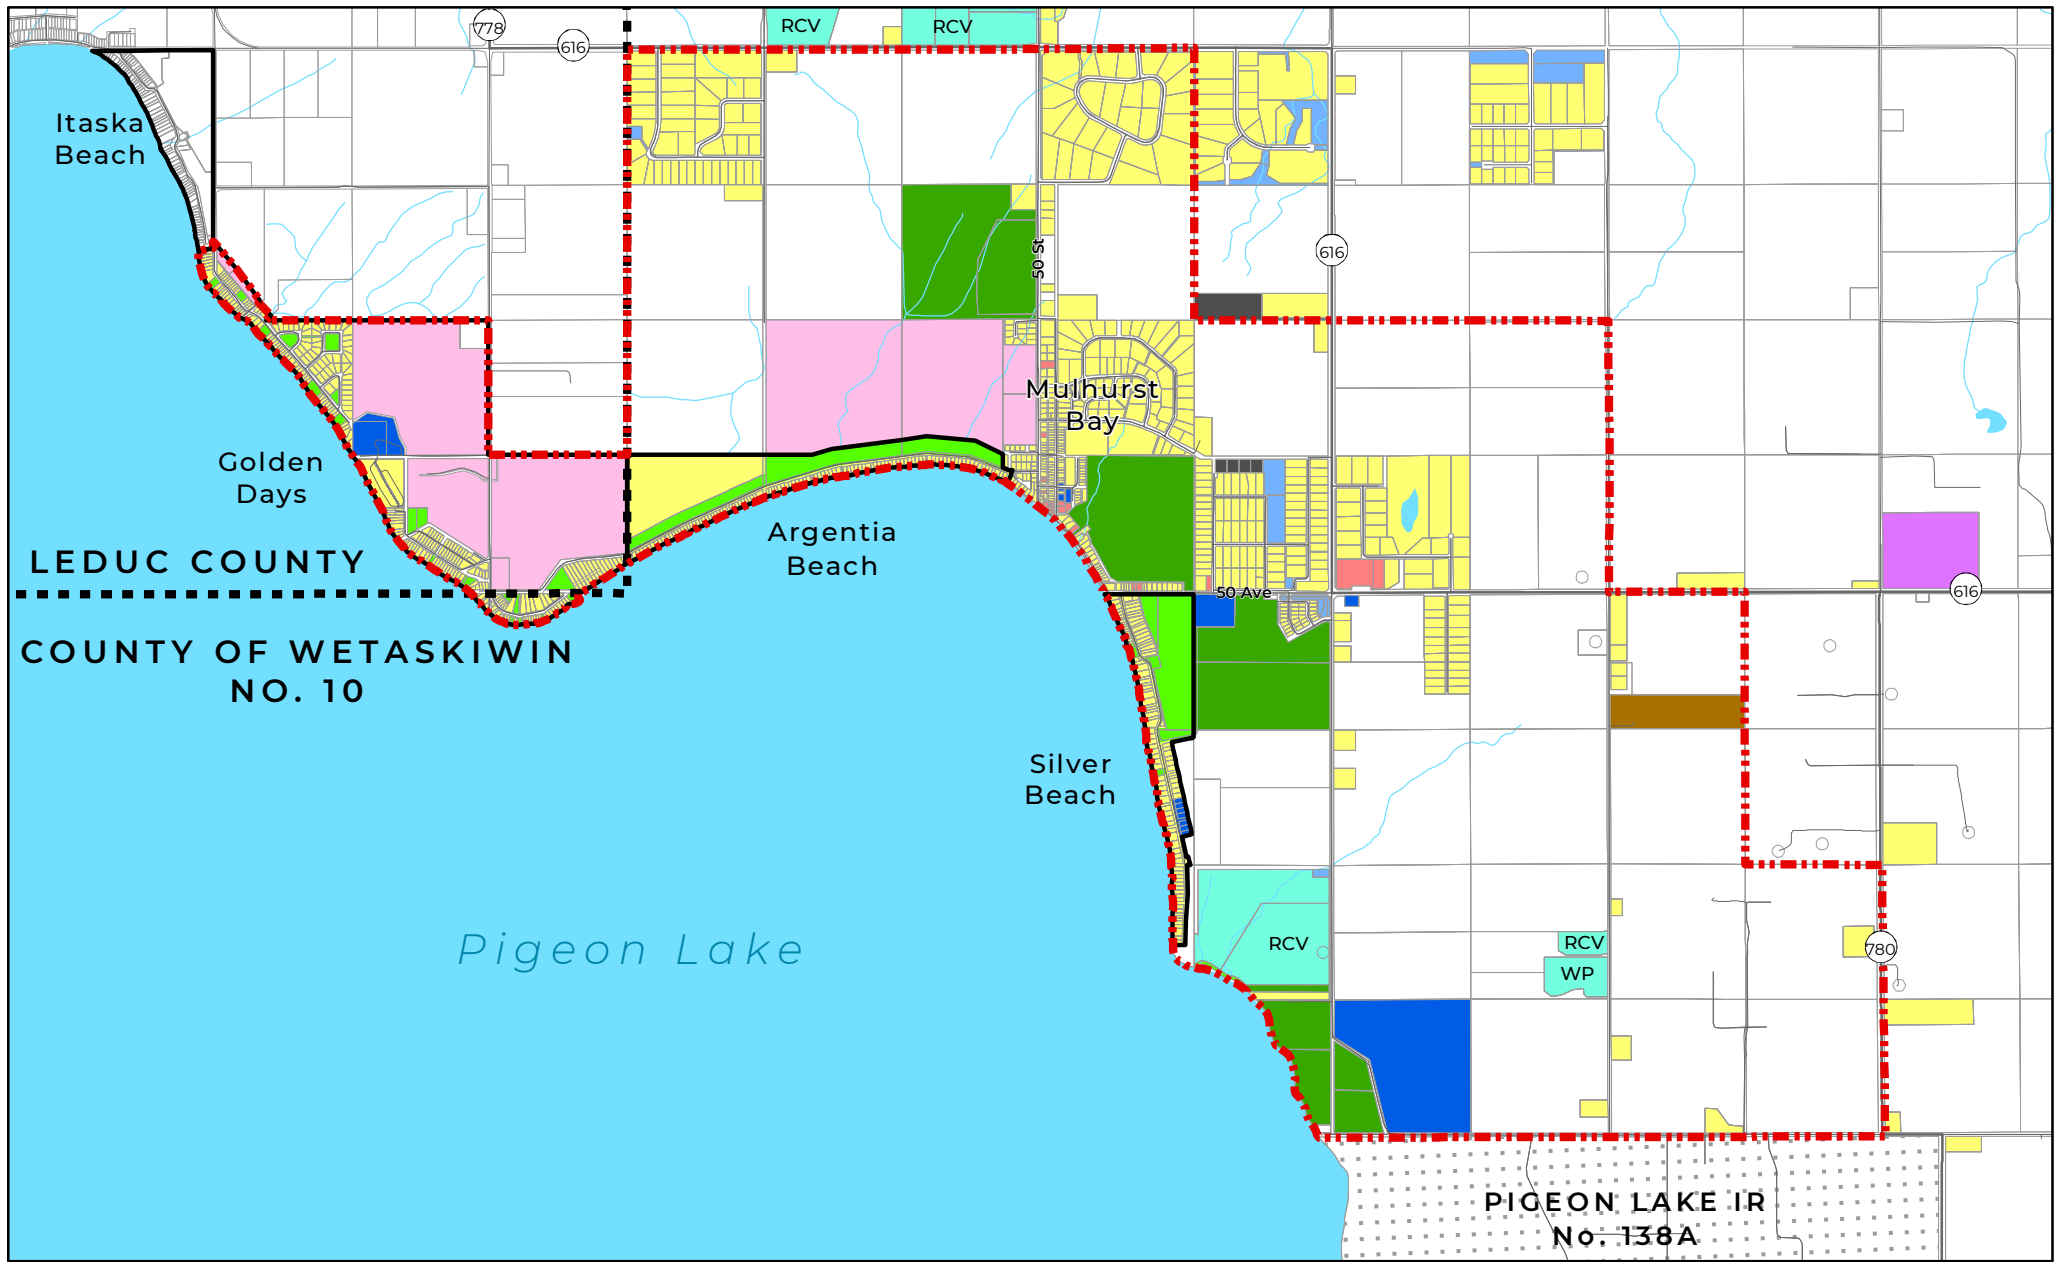 RCV
RCV
778
616
Itaska
Beach
50 St
616
Mulhurst
Bay
Golden
Days
Argentia
Beach
LEDUC COUNTY
616
50 Ave
COUNTY OF WETASKIWIN
NO. 10
Silver
Beach
Pigeon Lake
RCV
RCV
780
WP
PIGEON LAKE IR
No. 138A